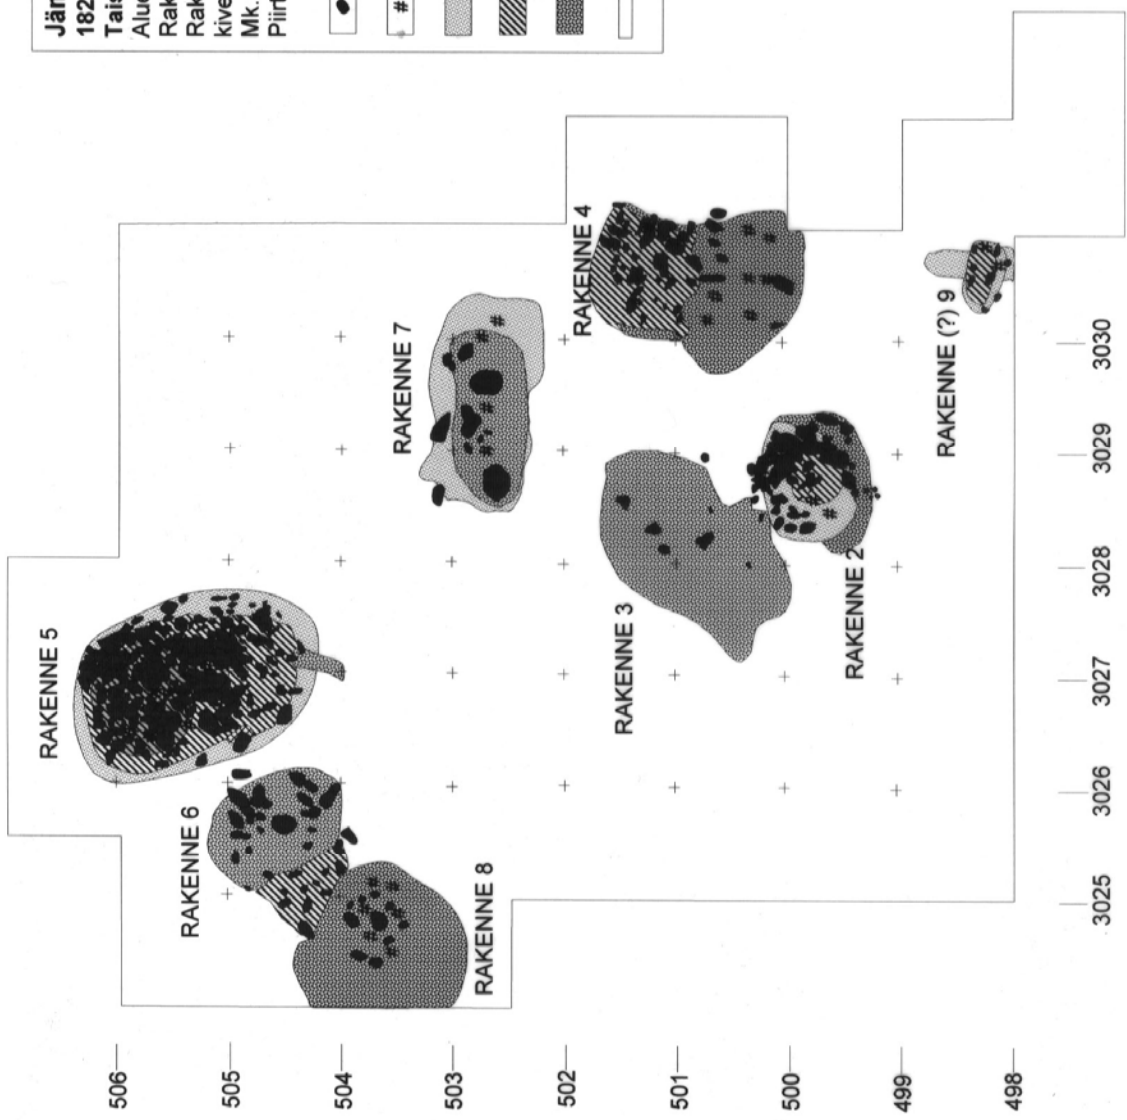 Jär
182
Tais
Alue
Rak
Rak
kive
Mk.
Piirt
RAKENNE 5
RAKENNE 6
RAKENNE 7
RAKENNE 8
RAKENNE 4
RAKENNE 3
RAKENNE 2
RAKENNE (?) 9
506
505
504
503
502
501
500
499
498
3025
3026
3027
3028
3029
3030